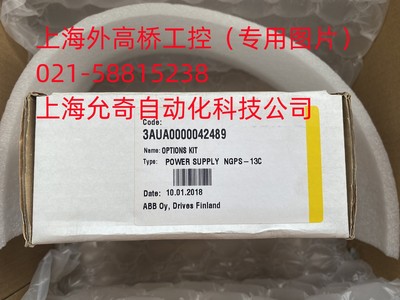 上海外高桥工控（专用图片）
021-58815238
上海允奇自动化科技公司
Code:
3AUA0000042489
Name: OPTIONS KIT
Type: POWER SUPPLY NGPS-13C
Date: 10.01.2018
ABB Oy, Drives Finland